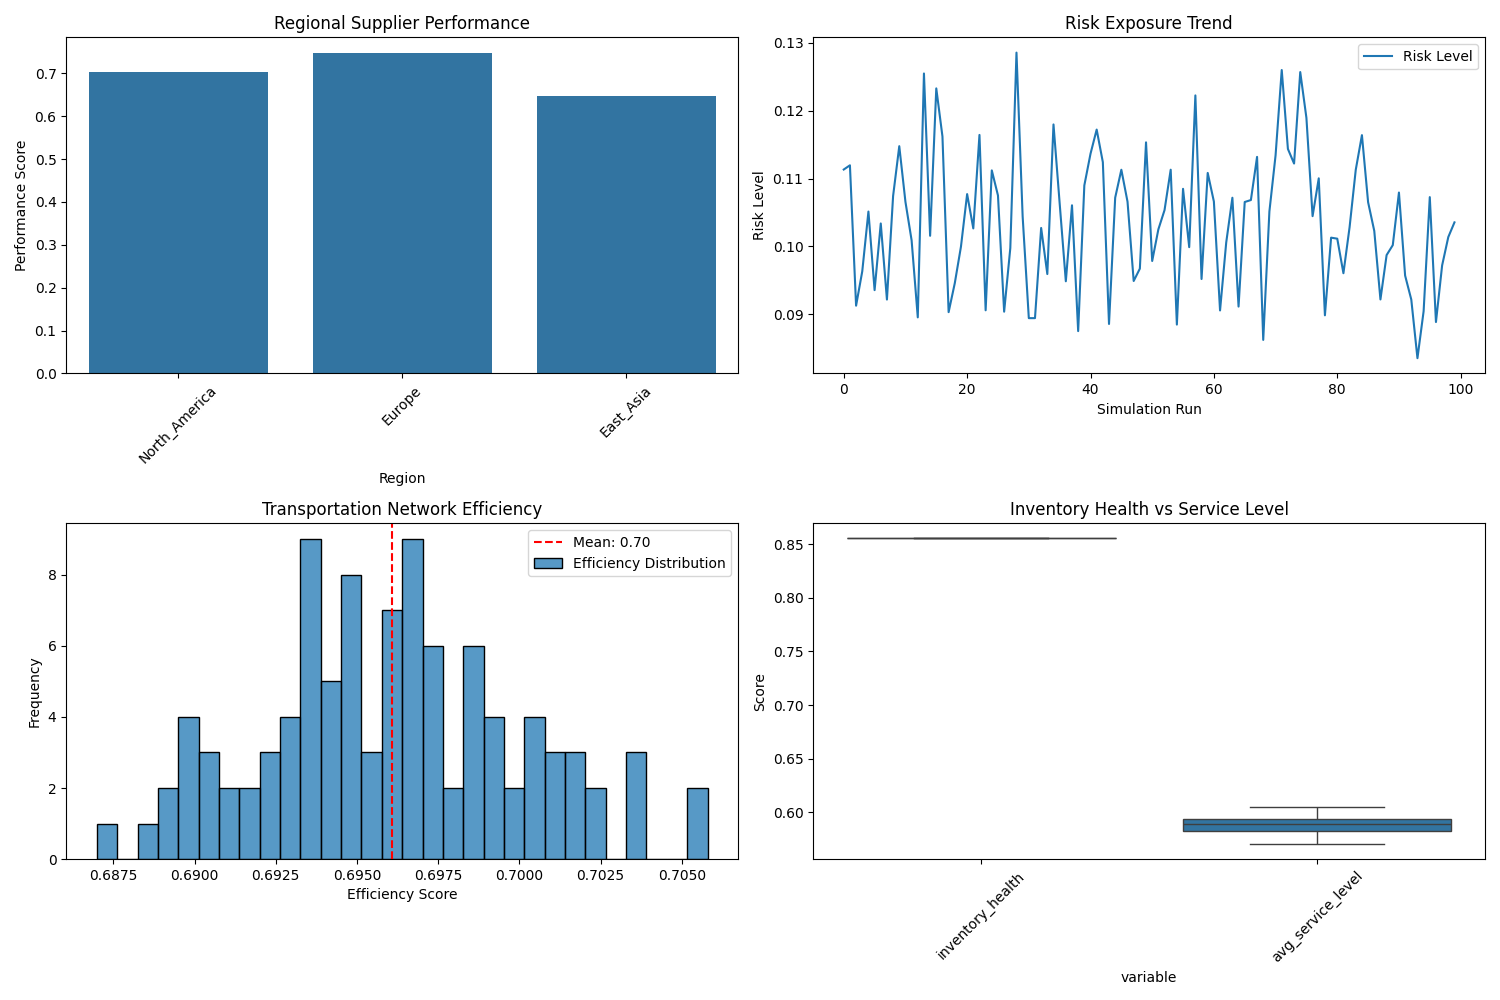 Regional Supplier Performance
Performance Score
0.7
0.6
0.5
0.4
0.3
0.2
0.1
0.0
North_America
Europe
East_Asia
Region
Risk Exposure Trend
Risk Level
Risk Level
0.13
0.12
0.11
0.10
0.09
0 20 40 60 80 100
Simulation Run
Transportation Network Efficiency
Mean: 0.70
Efficiency Distribution
Frequency
8
6
4
2
0
0.6875 0.6900 0.6925 0.6950 0.6975 0.7000 0.7025 0.7050
Efficiency Score
Inventory Health vs Service Level
Score
0.85
0.80
0.75
0.70
0.65
0.60
inventory_health
avg_service_level
variable